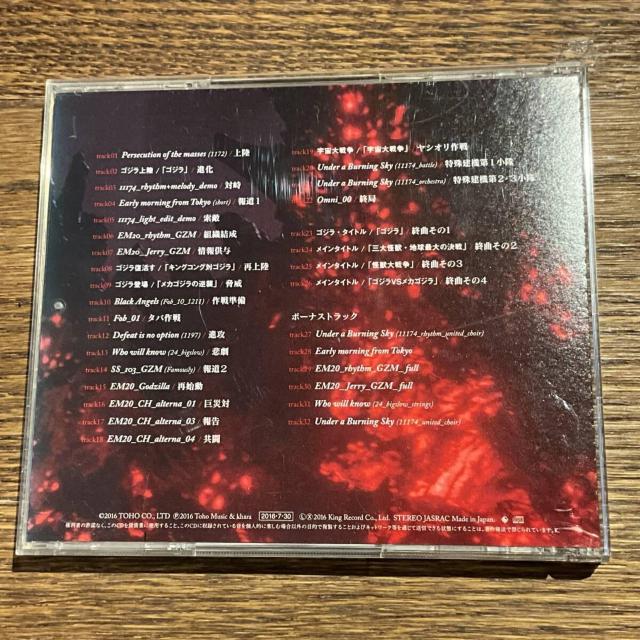 track01 Persecution of the masses (1172) / 上陸
track02 ゴジラ上陸 /「ゴジラ」/ 進化
track03 11174_rhythm+melody_demo / 対峙
track04 Early morning from Tokyo (short) / 報道1
track05 11174_light_edit_demo / 索敵
track06 EM20_rhythm_GZM / 組織結成
track07 EM20_Jerry_GZM / 情報供与
track08 ゴジラ復活す /「キングコング対ゴジラ」/ 再上陸
track09 ゴジラ登場 /「メカゴジラの逆襲」/ 脅威
track10 Black Angels (Fob_10_1211) / 作戦準備
track11 Fob_01 / タバ作戦
track12 Defeat is no option (1197) / 進攻
track13 Who will know (24_bigslow) / 悲劇
track14 SS_103_GZM (Famously) / 報道2
track15 EM20_Godzilla / 再始動
track16 EM20_CH_alterna_01 / 巨災対
track17 EM20_CH_alterna_03 / 報告
track18 EM20_CH_alterna_04 / 共闘
track19 宇宙大戦争 /「宇宙大戦争」/ ヤシオリ作戦
Under a Burning Sky (11174_battle) / 特殊建機第1小隊
Under a Burning Sky (11174_orchestra) / 特殊建機第2・3小隊
Omni_00 / 終局
track23 ゴジラ・タイトル /「ゴジラ」 終曲その1
track24 メインタイトル /「三大怪獣・地球最大の決戦」 終曲その2
track25 メインタイトル /「怪獣大戦争」 終曲その3
メインタイトル /「ゴジラVSメカゴジラ」 終曲その4
ボーナストラック
track27 Under a Burning Sky (11174_rhythm_united_choir)
track28 Early morning from Tokyo
track29 EM20_rhythm_GZM_full
track30 EM20_Jerry_GZM_full
track31 Who will know (24_bigslow_strings)
track32 Under a Burning Sky (11174_united_choir)
©2016 TOHO CO., LTD ℗2016 Toho Music & khara 2016・7・30 Ⓛ Ⓧ 2016 King Record Co., Ltd. STEREO JASRAC Made in Japan.